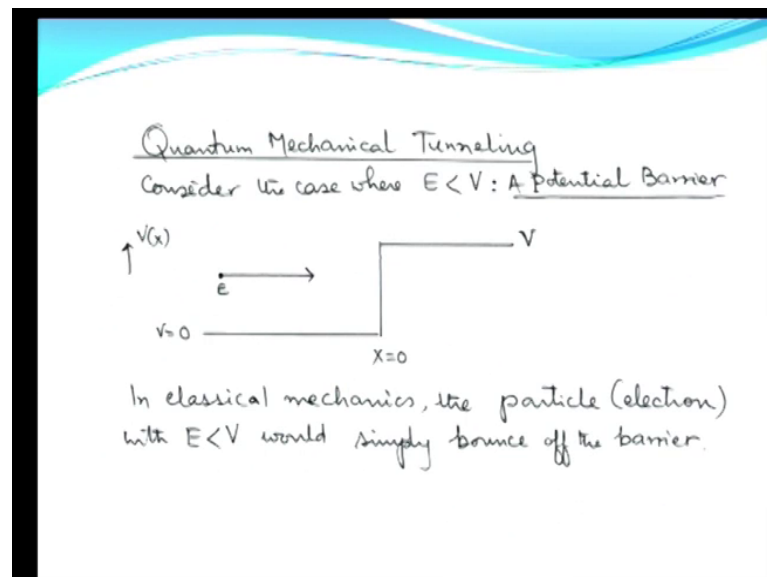 Quantum Mechanical Tunneling
Consider the case where E < V : A Potential Barrier
V(x)
V
e
V=0
X=0
In classical mechanics, the particle (electron)
with E<V would simply bounce off the barrier.